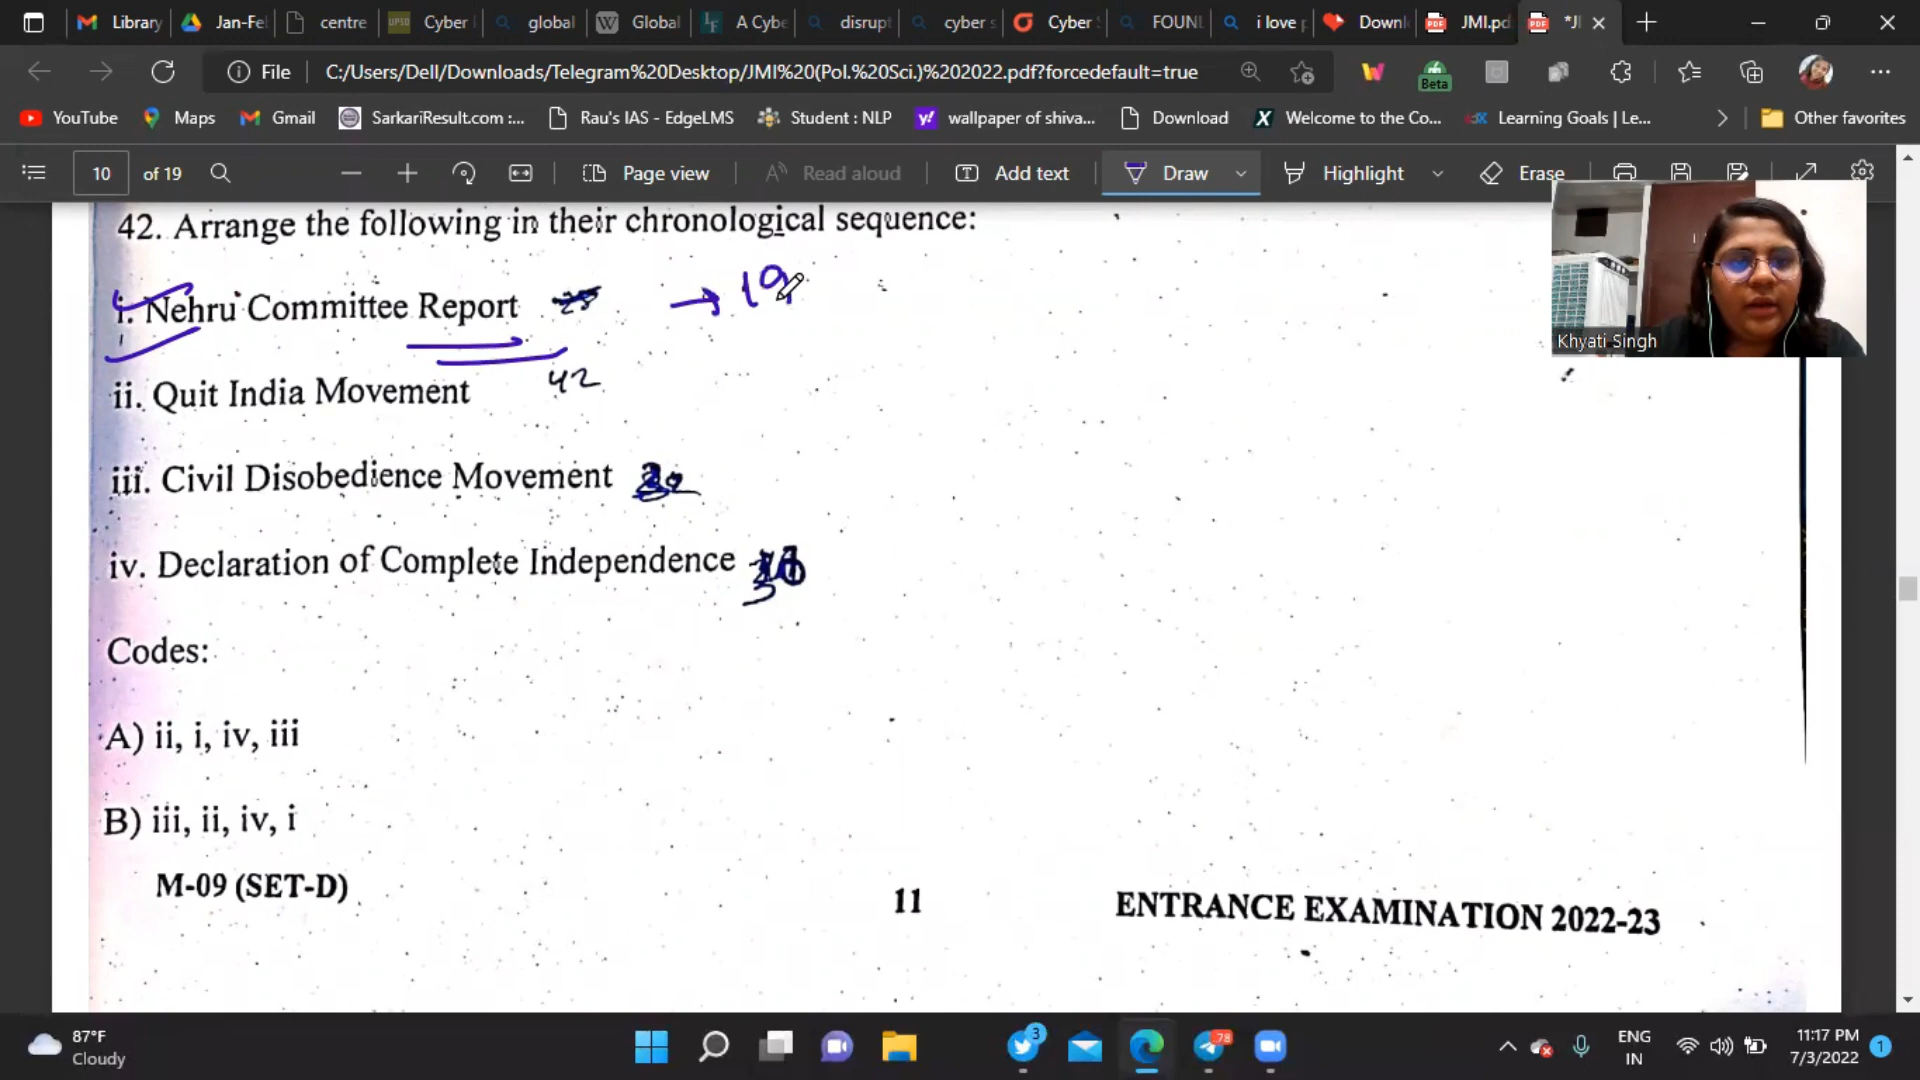 Library Jan-Fe centre Cyber global Global A Cybe disrupt cyber s Cyber FOUNI i love Downl JMI.pd *J
File C:/Users/Dell/Downloads/Telegram%20Desktop/JMI%20(Pol.%20Sci.)%202022.pdf?forcedefault=true Beta
YouTube Maps Gmail SarkariResult.com :... Rau's IAS - EdgeLMS Student : NLP wallpaper of shiva... Download Welcome to the Co... Learning Goals | Le... Other favorites
10 of 19 Page view Read aloud Add text Draw Highlight Erase
42. Arrange the following in their chronological sequence:
i. Nehru Committee Report → 19
Khyati Singh
ii. Quit India Movement 42
iii. Civil Disobedience Movement
iv. Declaration of Complete Independence
Codes:
A) ii, i, iv, iii
B) iii, ii, iv, i
M-09 (SET-D) 11 ENTRANCE EXAMINATION 2022-23
87°F
Cloudy
3 78
ENG
IN
11:17 PM
7/3/2022
1